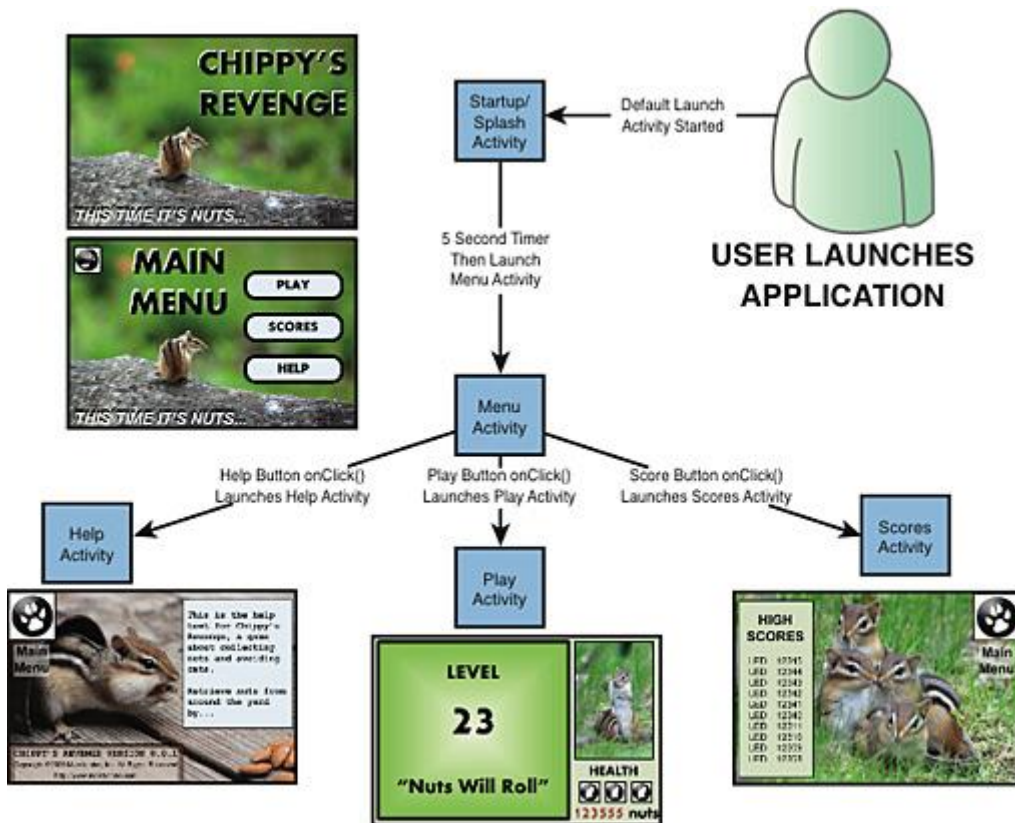 CHIPPY'S
REVENGE
THIS TIME IT'S NUTS...
MAIN
MENU
PLAY
SCORES
HELP
THIS TIME IT'S NUTS...
Startup/
Splash
Activity
Default Launch
Activity Started
USER LAUNCHES
APPLICATION
5 Second Timer
Then Launch
Menu Activity
Menu
Activity
Help Button onClick()
Launches Help Activity
Play Button onClick()
Launches Play Activity
Score Button onClick()
Launches Scores Activity
Help
Activity
Play
Activity
Scores
Activity
Main
Menu
This is the help
text for Chippy's
Revenge, a game
about collecting
nuts and avoiding
cats.
Retrieve nuts from
around the yard
by...
CHIPPY'S REVENGE VERSION 0.0.1
LEVEL
23
"Nuts Will Roll"
HEALTH
123555 nuts
HIGH
SCORES
Main
Menu